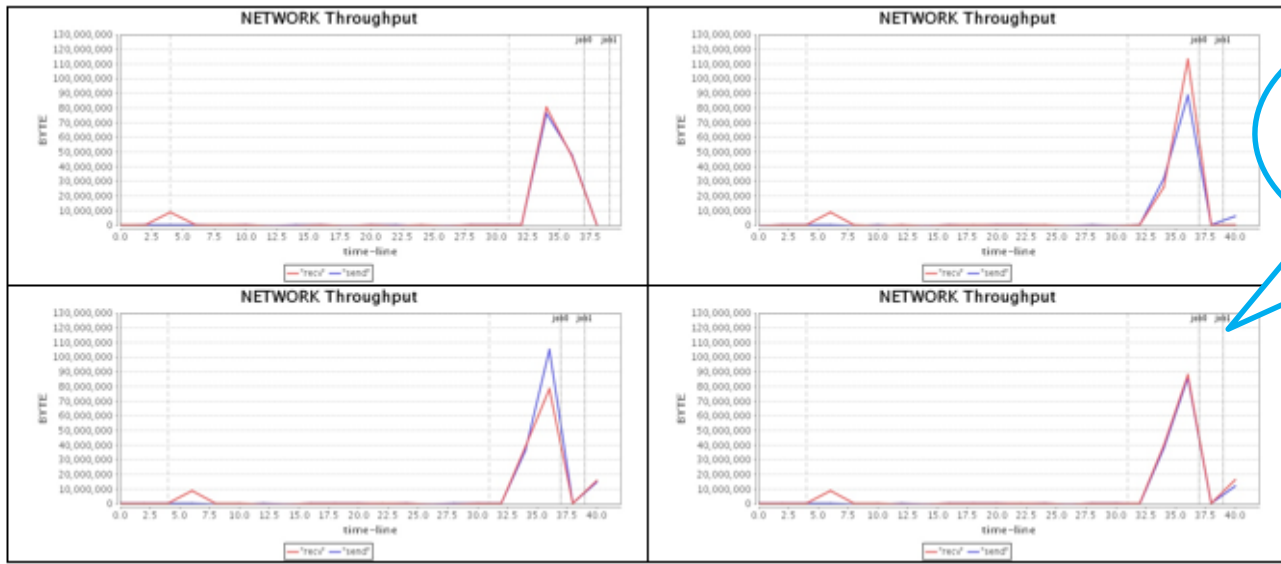 NETWORK Throughput
130,000,000
120,000,000
110,000,000
100,000,000
90,000,000
80,000,000
70,000,000
60,000,000
50,000,000
40,000,000
30,000,000
20,000,000
10,000,000
0
BYTE
job0 job1
0.0 2.5 5.0 7.5 10.0 12.5 15.0 17.5 20.0 22.5 25.0 27.5 30.0 32.5 35.0 37.5
time-line
"recv" "send"
NETWORK Throughput
130,000,000
120,000,000
110,000,000
100,000,000
90,000,000
80,000,000
70,000,000
60,000,000
50,000,000
40,000,000
30,000,000
20,000,000
10,000,000
0
BYTE
job0 job1
0.0 2.5 5.0 7.5 10.0 12.5 15.0 17.5 20.0 22.5 25.0 27.5 30.0 32.5 35.0 37.5 40.0
time-line
"recv" "send"
NETWORK Throughput
130,000,000
120,000,000
110,000,000
100,000,000
90,000,000
80,000,000
70,000,000
60,000,000
50,000,000
40,000,000
30,000,000
20,000,000
10,000,000
0
BYTE
job0 job1
0.0 2.5 5.0 7.5 10.0 12.5 15.0 17.5 20.0 22.5 25.0 27.5 30.0 32.5 35.0 37.5 40.0
time-line
"recv" "send"
NETWORK Throughput
130,000,000
120,000,000
110,000,000
100,000,000
90,000,000
80,000,000
70,000,000
60,000,000
50,000,000
40,000,000
30,000,000
20,000,000
10,000,000
0
BYTE
job0 job1
0.0 2.5 5.0 7.5 10.0 12.5 15.0 17.5 20.0 22.5 25.0 27.5 30.0 32.5 35.0 37.5 40.0
time-line
"recv" "send"